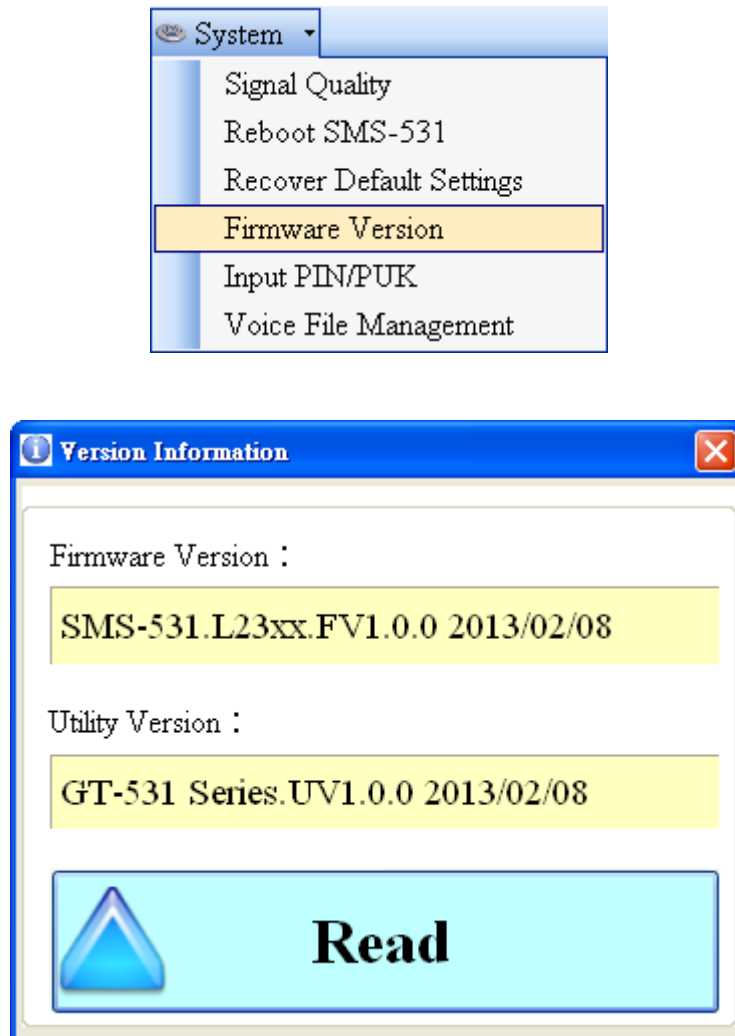 System
Signal Quality
Reboot SMS-531
Recover Default Settings
Firmware Version
Input PIN/PUK
Voice File Management
Version Information
Firmware Version：
SMS-531.L23xx.FV1.0.0 2013/02/08
Utility Version：
GT-531 Series.UV1.0.0 2013/02/08
Read